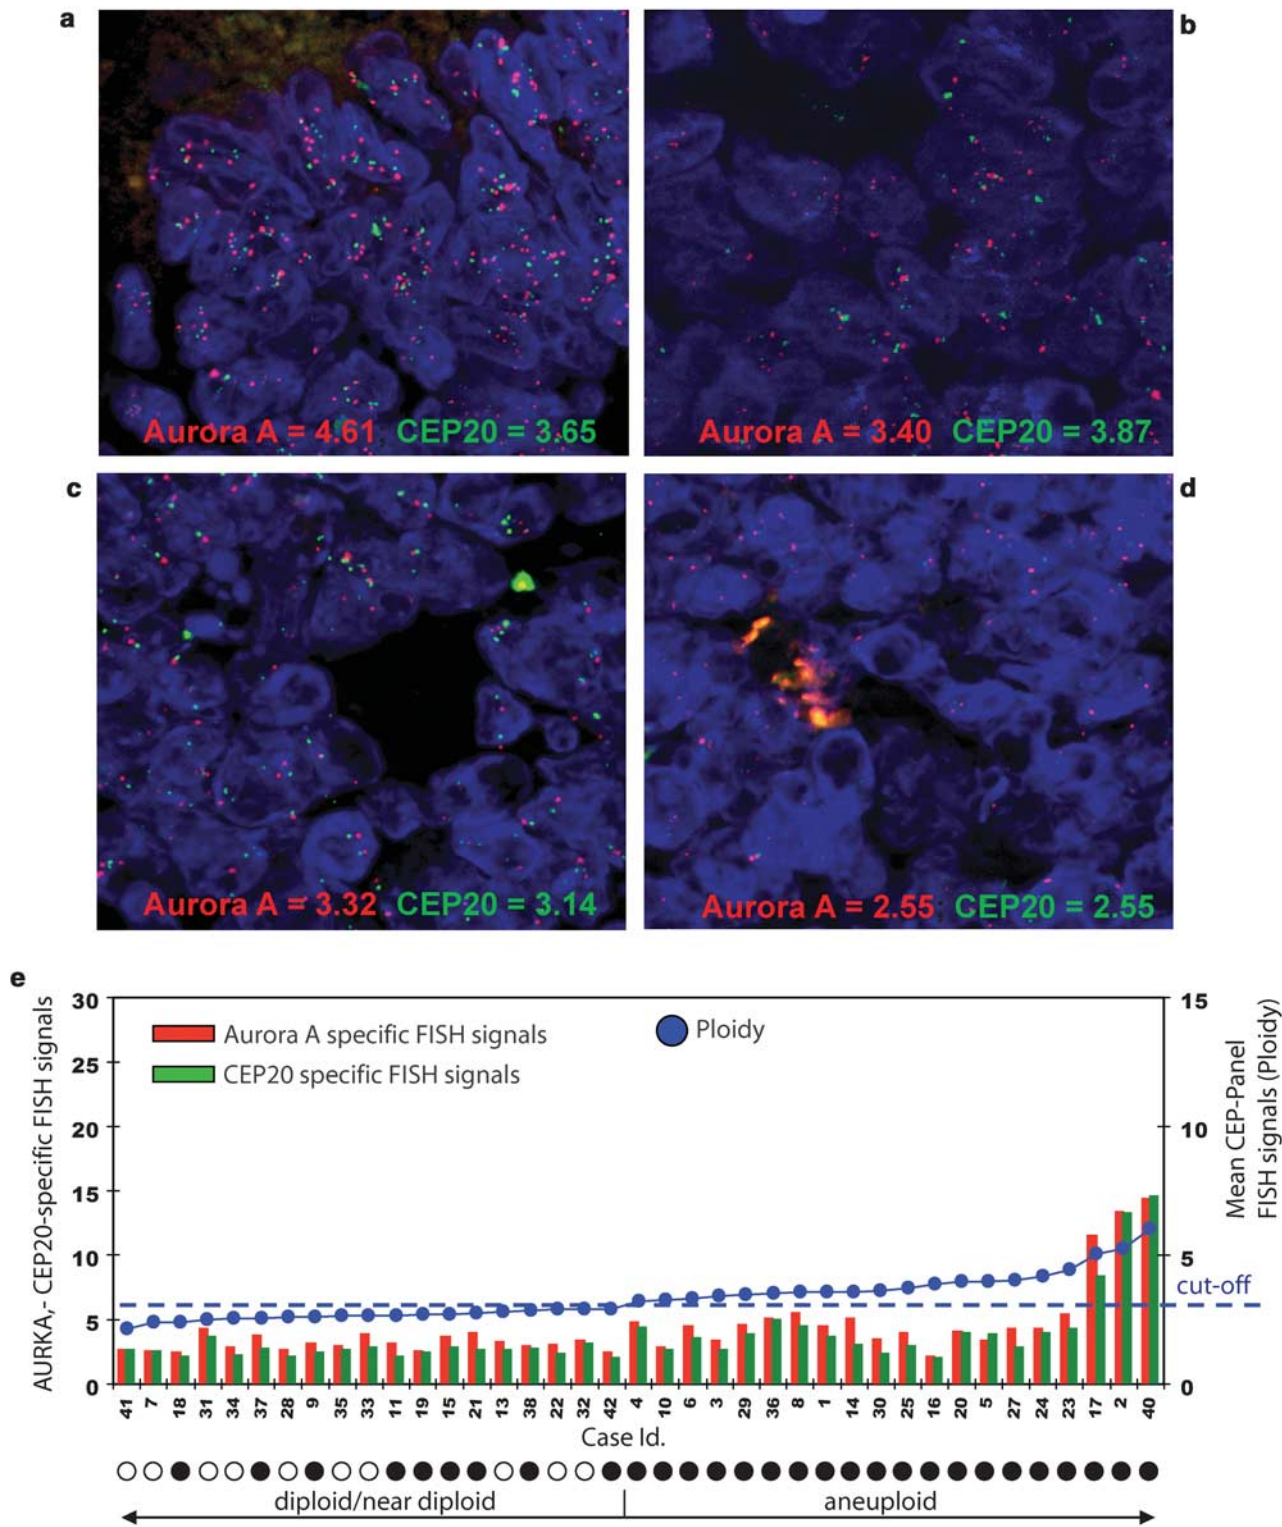 a
b
Aurora A = 4.61 CEP20 = 3.65
Aurora A = 3.40 CEP20 = 3.87
c
d
Aurora A = 3.32 CEP20 = 3.14
Aurora A = 2.55 CEP20 = 2.55
e
AURKA,- CEP20-specific FISH signals
30
25
20
15
10
5
0
Aurora A specific FISH signals
CEP20 specific FISH signals
Ploidy
15
10
5
0
Mean CEP-Panel
FISH signals (Ploidy)
cut-off
41 7 18 31 34 37 28 9 35 33 11 19 15 21 13 38 22 32 42 4 10 6 3 29 36 8 1 14 30 25 16 20 5 27 24 23 17 2 40
Case Id.
diploid/near diploid
aneuploid